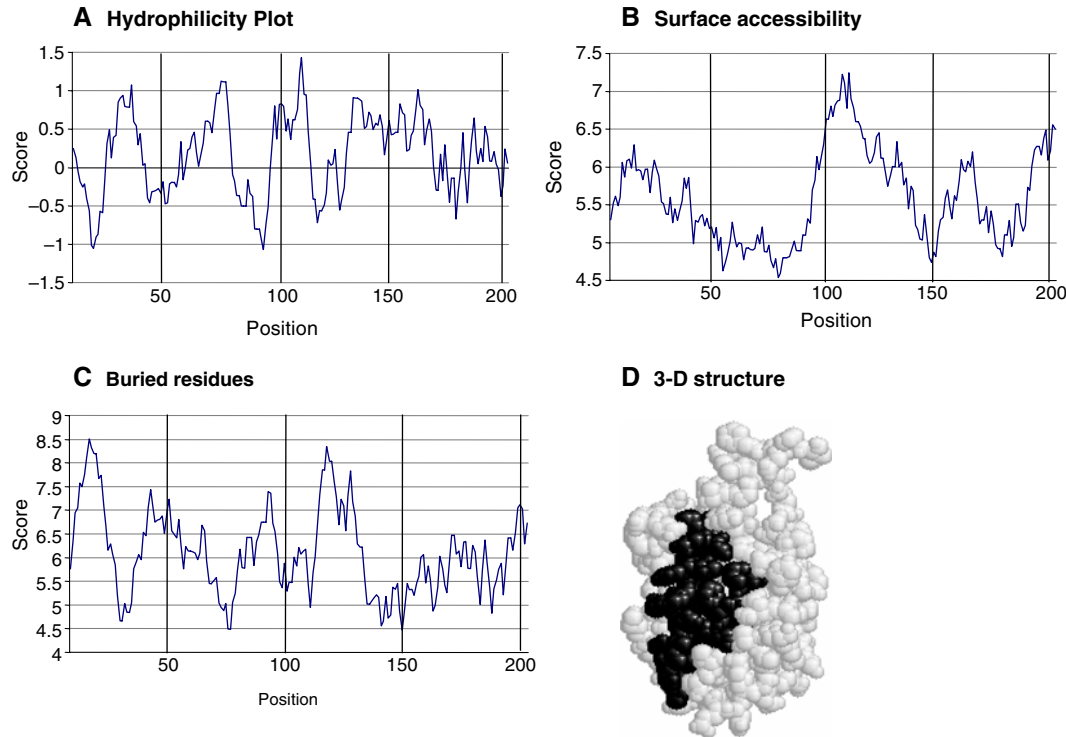 A Hydrophilicity Plot
1.5
1
0.5
0
–0.5
–1
–1.5
Score
50 100 150 200
Position
B Surface accessibility
7.5
7
6.5
6
5.5
5
4.5
Score
50 100 150 200
Position
C Buried residues
9
8.5
8
7.5
7
6.5
6
5.5
5
4.5
4
Score
50 100 150 200
Position
D 3-D structure